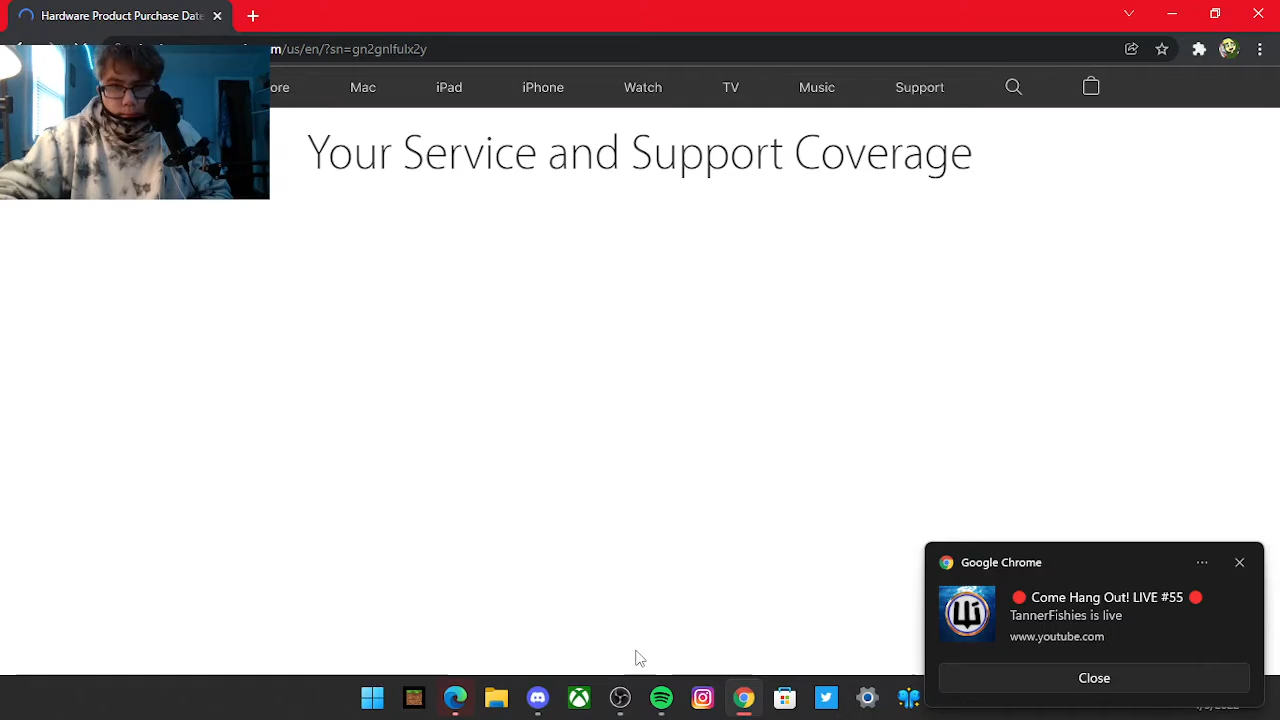 Hardware Product Purchase Date
m/us/en/?sn=gn2gnlfulx2y
ore Mac iPad iPhone Watch TV Music Support
Your Service and Support Coverage
Google Chrome
Come Hang Out! LIVE #55
TannerFishies is live
www.youtube.com
Close